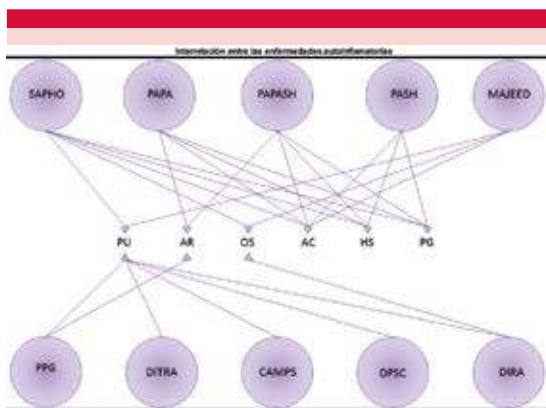 Interrelación entre las enfermedades autoinflamatorias
SAPHO PAPA PAPASH PASH MAJEED
PU AR OS AC HS PG
PPG DITRA CAMPS DPSC DIRA